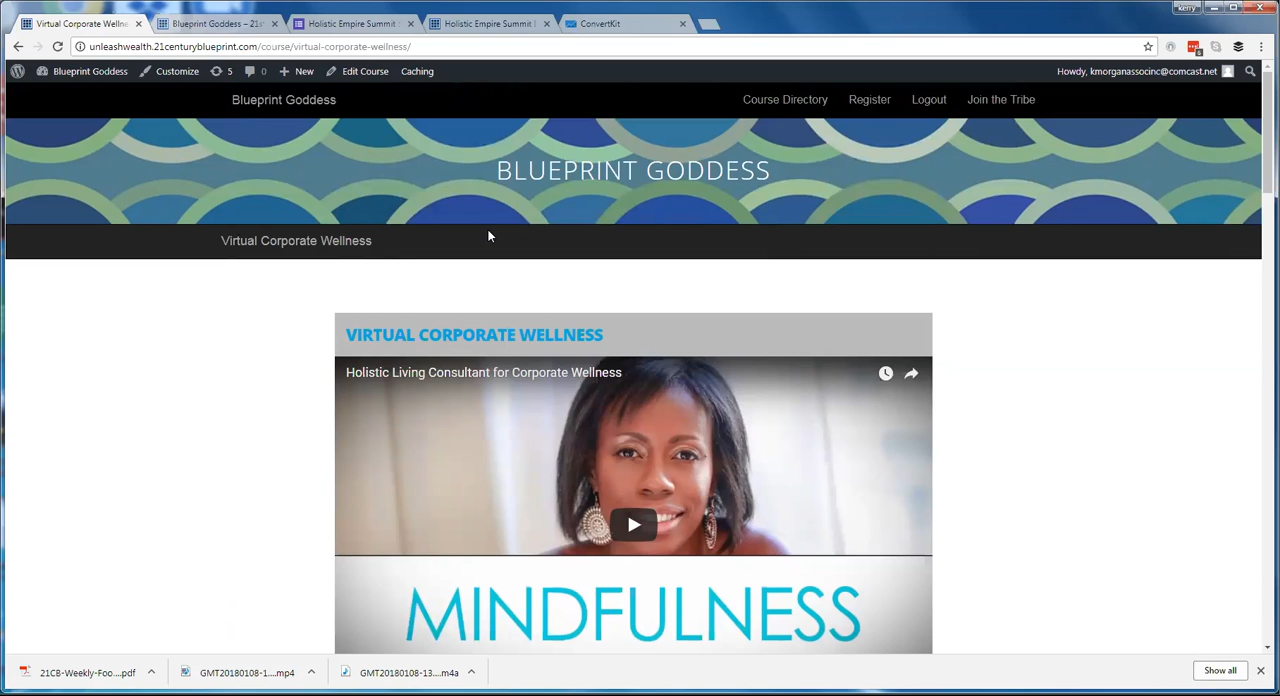 kerry
Virtual Corporate Wellne
Blueprint Goddess – 21s
Holistic Empire Summit
Holistic Empire Summit
ConvertKit
unleashwealth.21centuryblueprint.com/course/virtual-corporate-wellness/
6
Blueprint Goddess
Customize
5
0
New
Edit Course
Caching
Howdy, kmorganassocinc@comcast.net
Blueprint Goddess
Course Directory
Register
Logout
Join the Tribe
BLUEPRINT GODDESS
Virtual Corporate Wellness
VIRTUAL CORPORATE WELLNESS
Holistic Living Consultant for Corporate Wellness
MINDFULNESS
21CB-Weekly-Foo....pdf
GMT20180108-1....mp4
GMT20180108-13....m4a
Show all